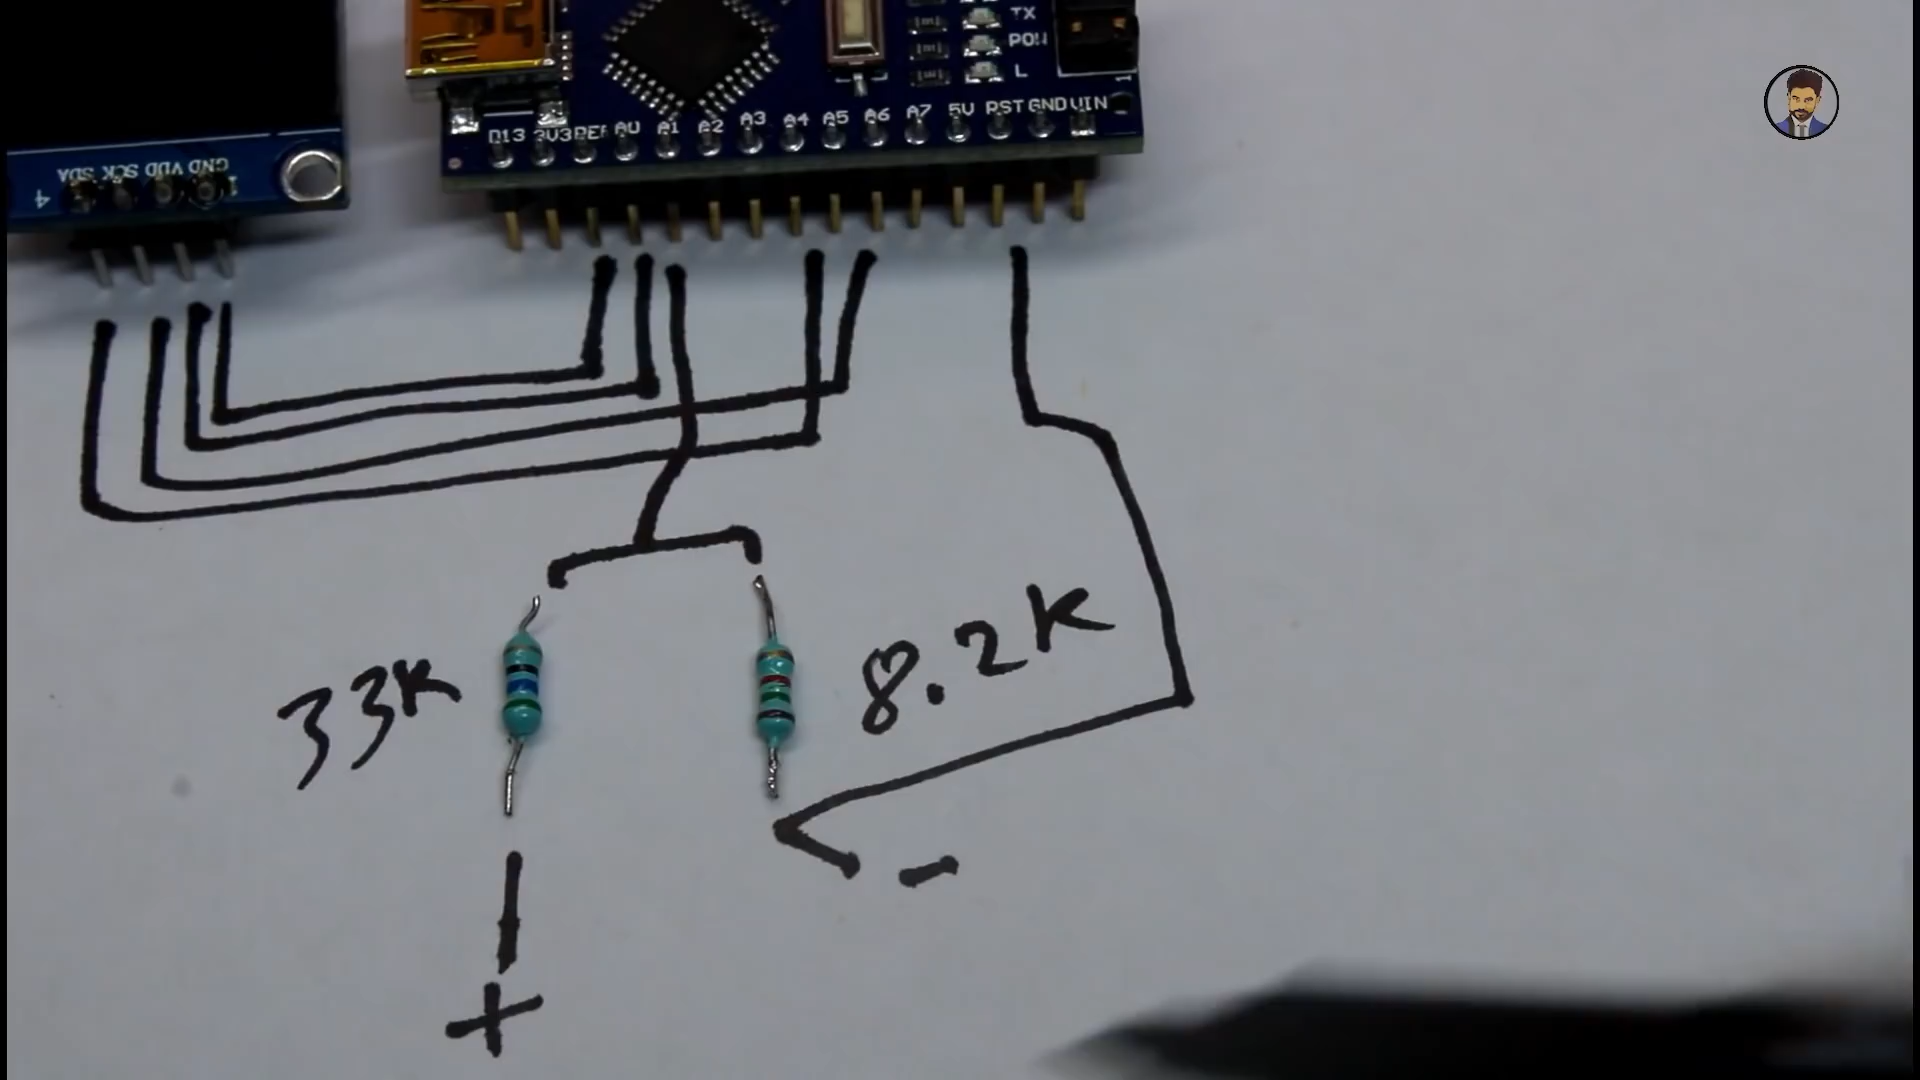 TX
POW
L
1
D13 3V3 REF A0 A1 A2 A3 A4 A5 A6 A7 5V RST GND VIN
GND VDD SCK SDA
1
4
33K
8.2K
-
+